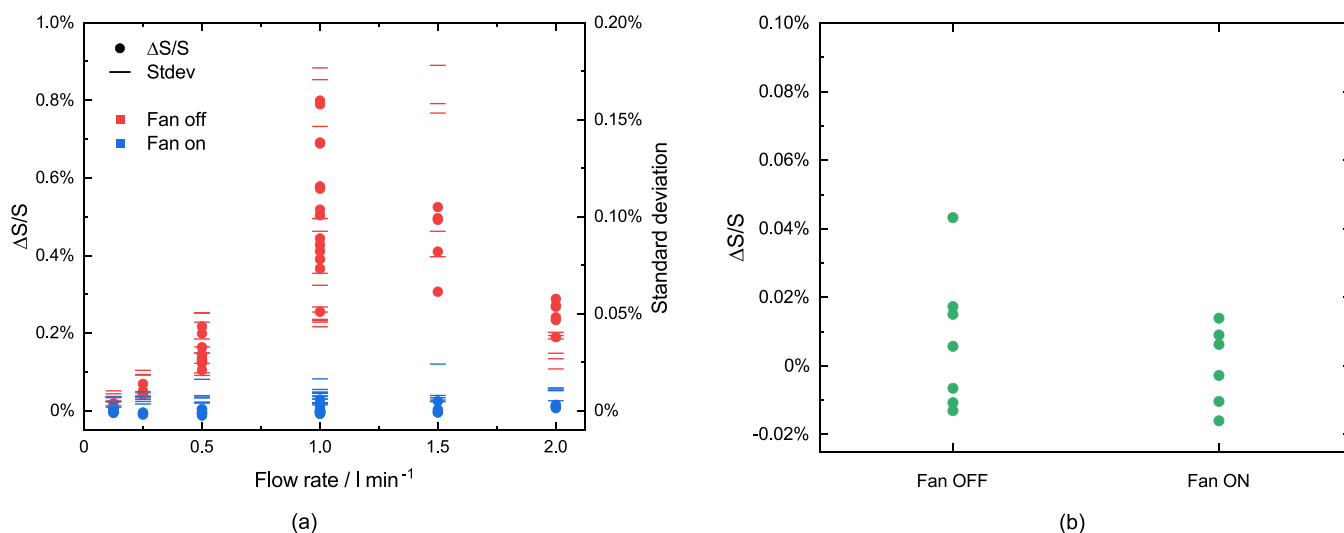 1.0%
0.8%
0.6%
0.4%
0.2%
0%
ΔS/S
ΔS/S
Stdev
Fan off
Fan on
0.20%
0.15%
0.10%
0.05%
0%
Standard deviation
0 0.5 1.0 1.5 2.0
Flow rate / l min⁻¹
(a)
0.10%
0.08%
0.06%
0.04%
0.02%
0%
-0.02%
ΔS/S
Fan OFF Fan ON
(b)